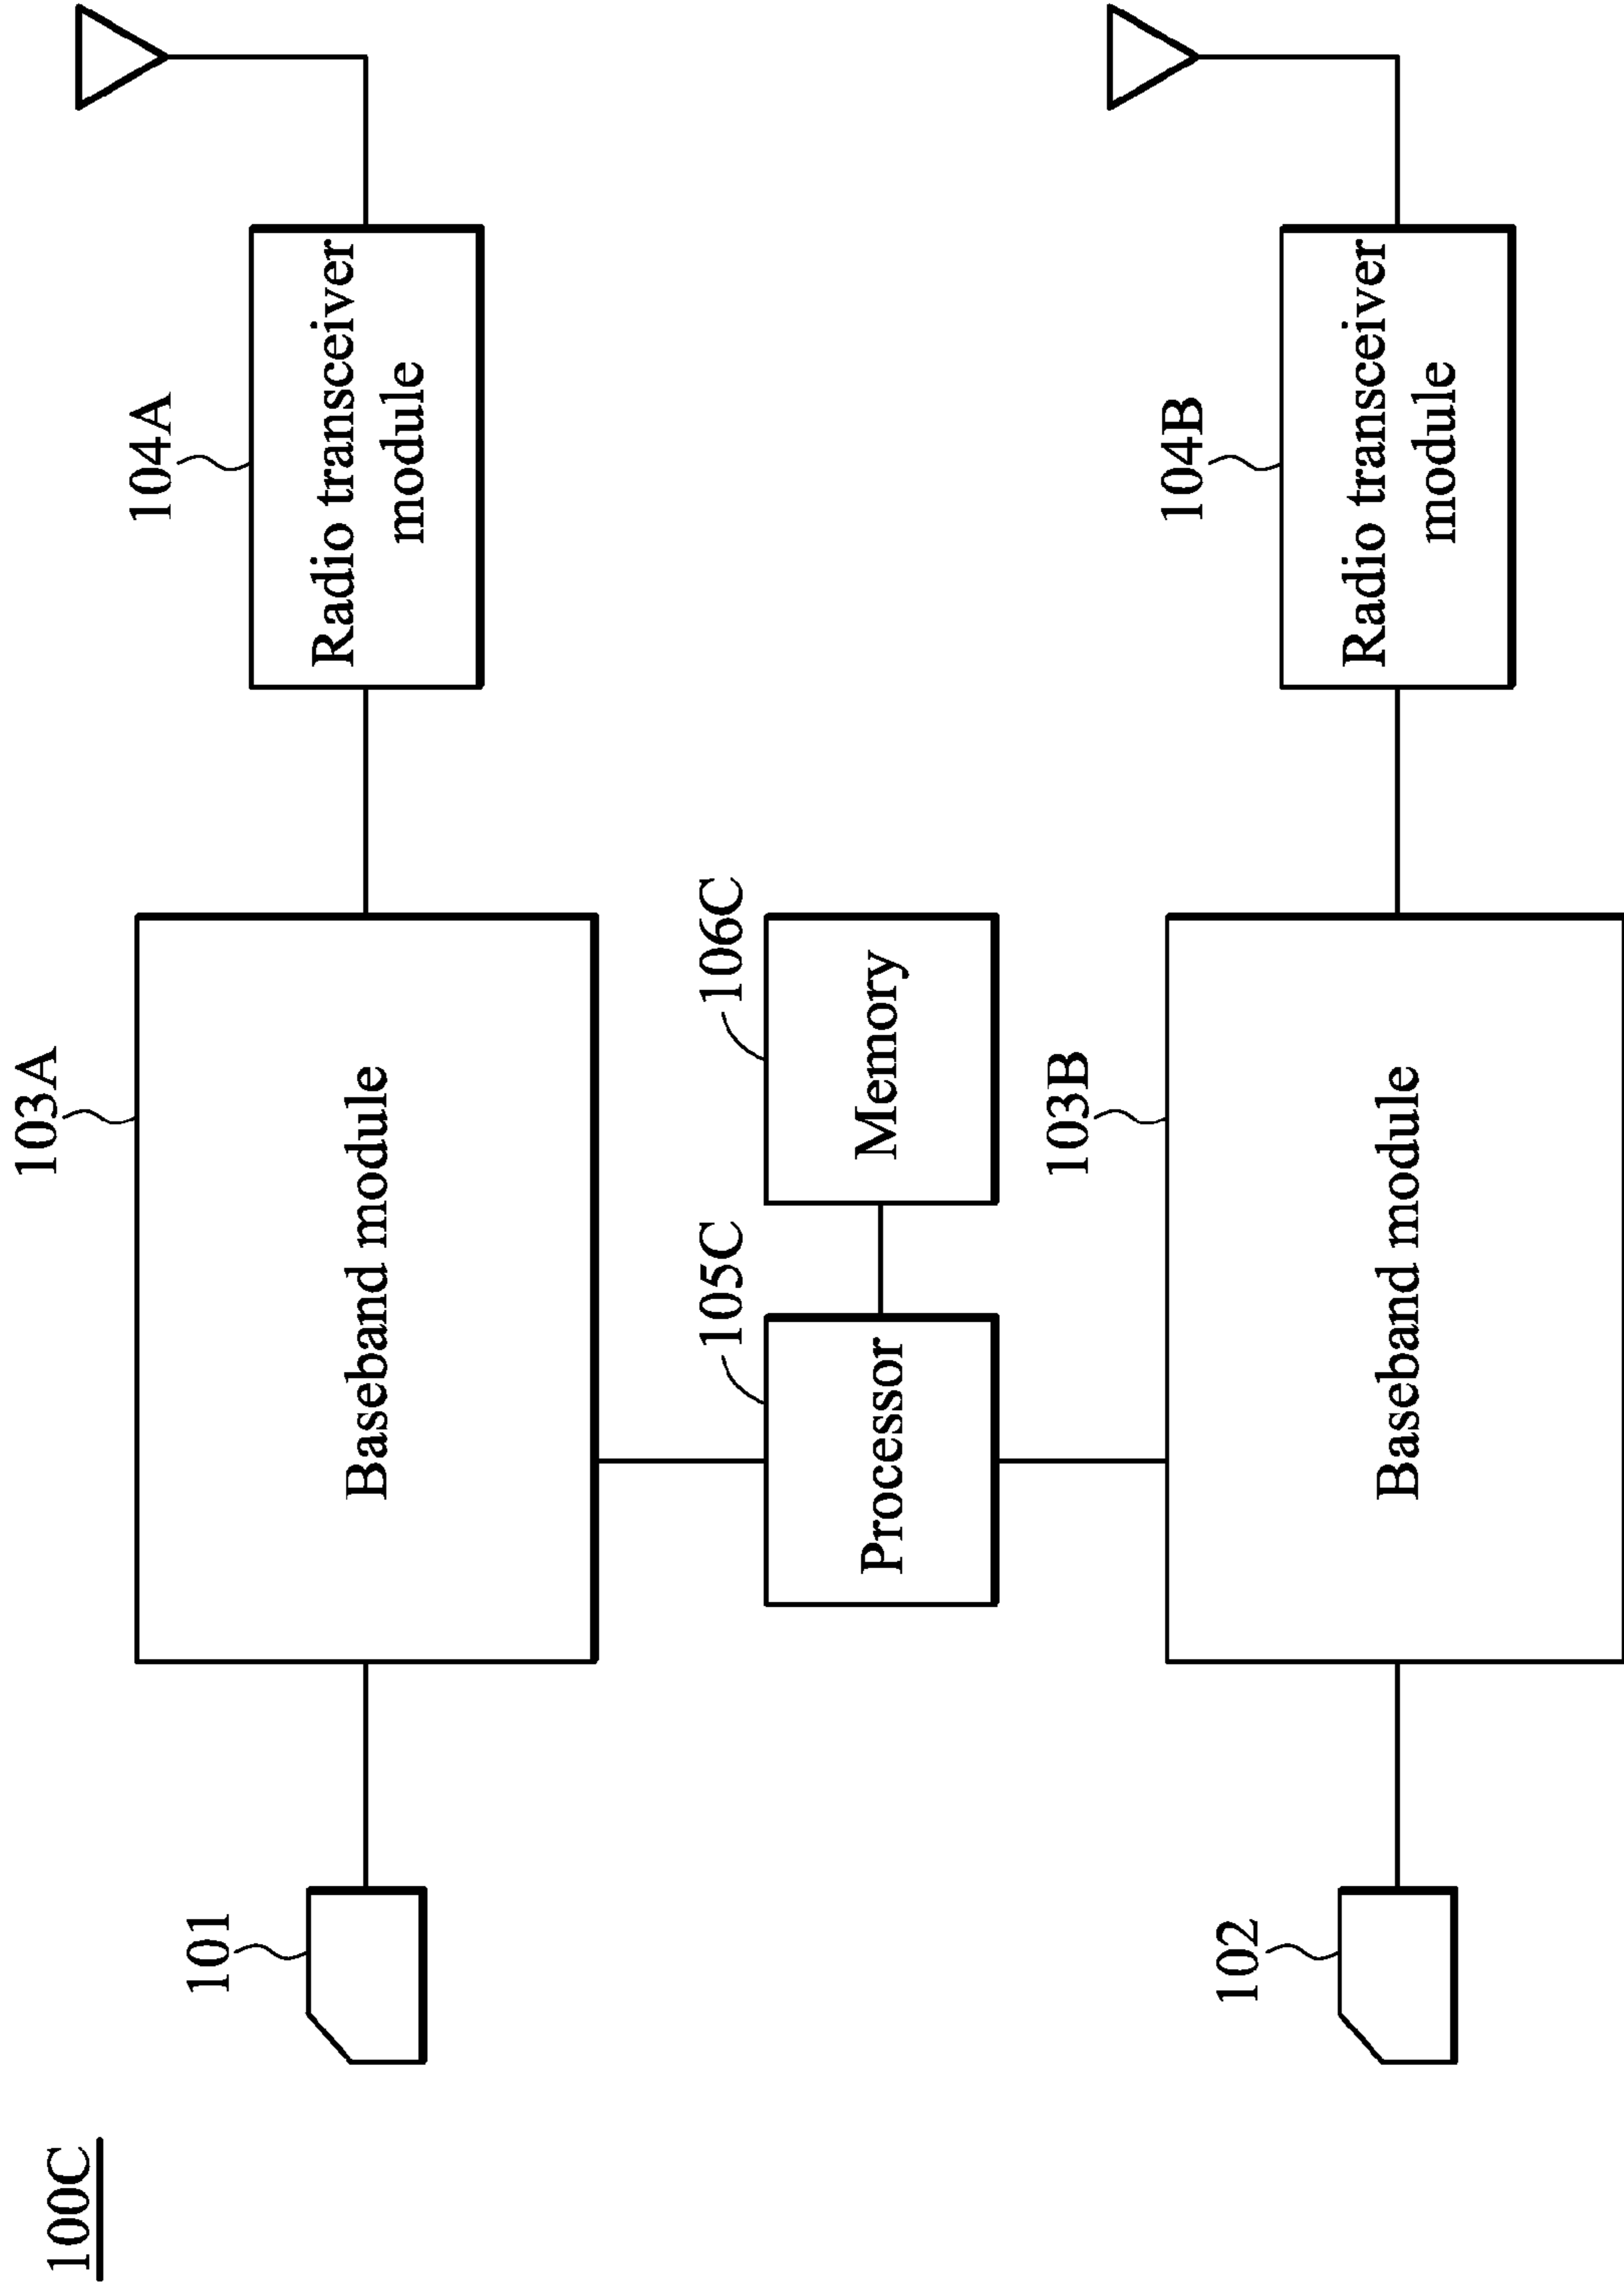 100C
103A
104A
101
Baseband module
Radio transceiver
module
105C
106C
Processor
Memory
103B
104B
102
Baseband module
Radio transceiver
module